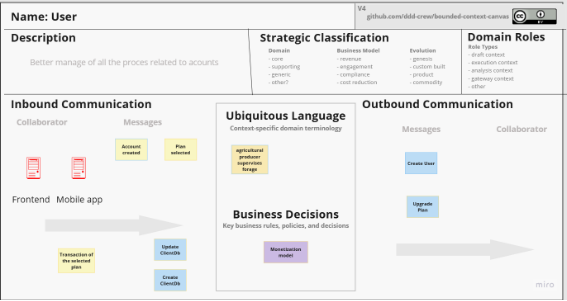 Name: User
V4
github.com/ddd-crew/bounded-context-canvas
CC
BY
Description
Better manage of all the proces related to acounts
Strategic Classification
Domain
- core
- supporting
- generic
- other?
Business Model
- revenue
- engagement
- compliance
- cost reduction
Evolution
- genesis
- custom built
- product
- commodity
Domain Roles
Role Types
- draft context
- execution context
- analysis context
- gateway context
- other
Inbound Communication
Collaborator
Messages
Account
created
Plan
selected
Frontend
Mobile app
Transaction of
the selected
plan
Update
ClientDb
Create
ClientDb
Ubiquitous Language
Context-specific domain terminology
agricultural
producer
supervises
forage
Business Decisions
Key business rules, policies, and decisions
Monetization
model
Outbound Communication
Messages
Collaborator
Create User
Upgrade
Plan
miro